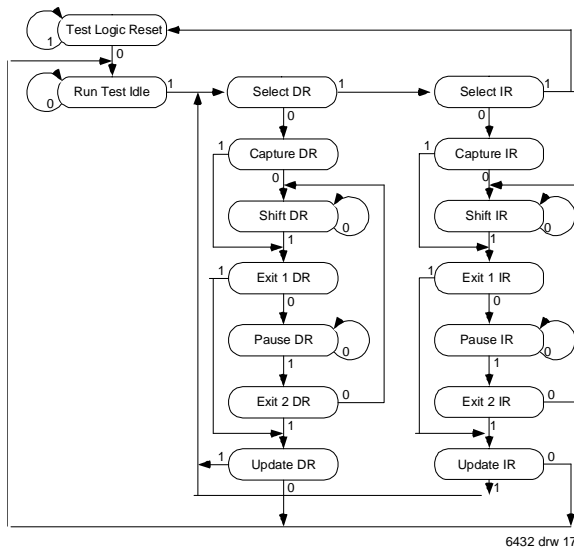 Test Logic Reset
1
0
Run Test Idle
0
1
Select DR
1
Select IR
1
0
0
Capture DR
1
0
Capture IR
1
0
Shift DR
0
1
Shift IR
0
1
Exit 1 DR
1
0
Exit 1 IR
1
0
Pause DR
0
1
Pause IR
0
1
Exit 2 DR
0
1
Exit 2 IR
0
1
Update DR
1
0
Update IR
0
1
6432 drw 17